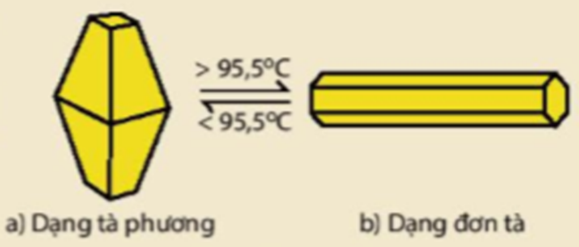 > 95,5°C
< 95,5°C
a) Dạng tà phương
b) Dạng đơn tà